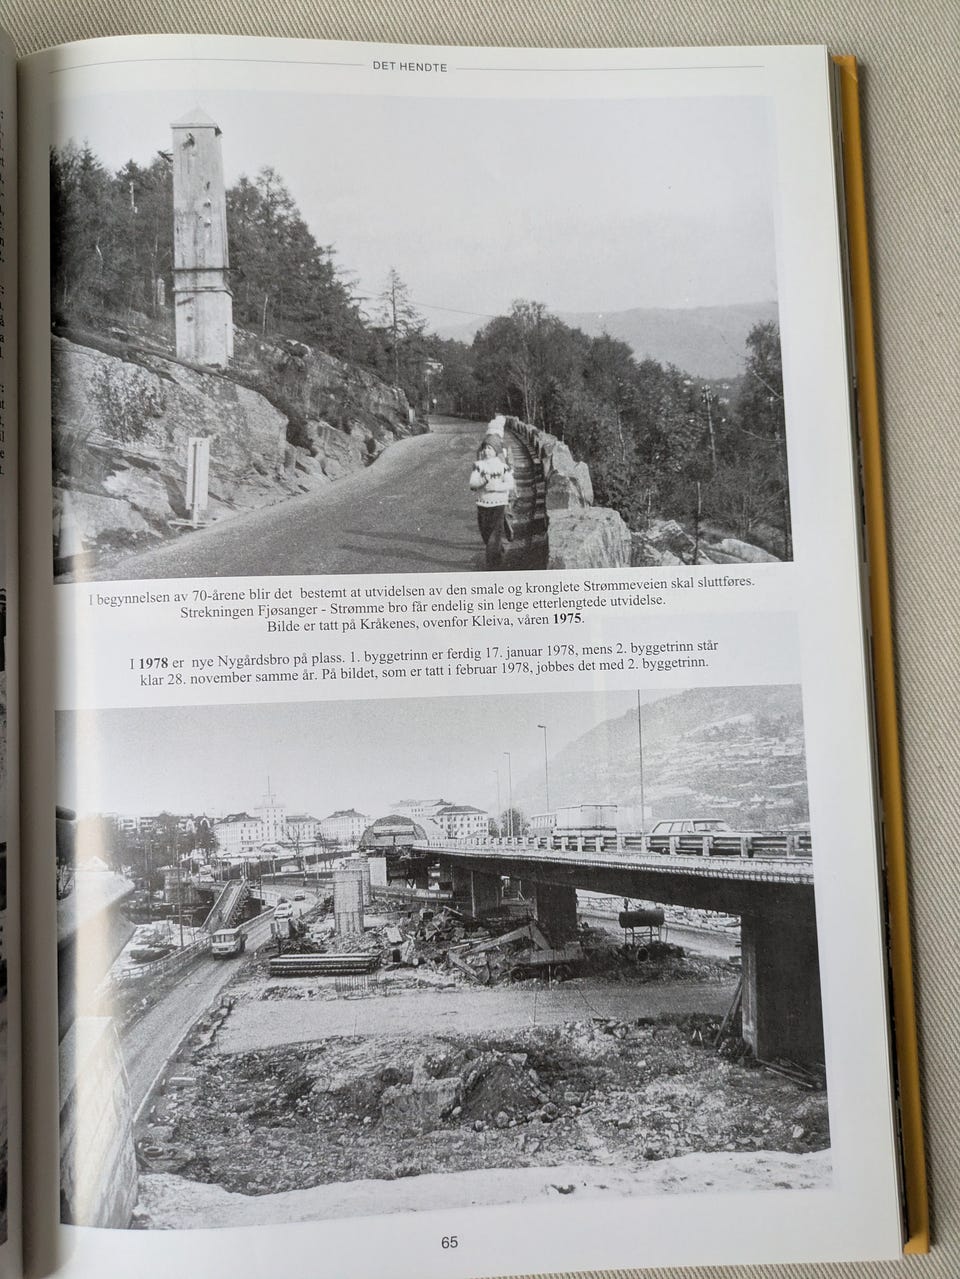 DET HENDTE
I begynnelsen av 70-årene blir det bestemt at utvidelsen av den smale og kronglete Strømmeveien skal sluttføres.
Strekningen Fjøsanger - Strømme bro får endelig sin lenge etterlengtede utvidelse.
Bilde er tatt på Kråkenes, ovenfor Kleiva, våren 1975.
I 1978 er nye Nygårdsbro på plass. 1. byggetrinn er ferdig 17. januar 1978, mens 2. byggetrinn står
klar 28. november samme år. På bildet, som er tatt i februar 1978, jobbes det med 2. byggetrinn.
65